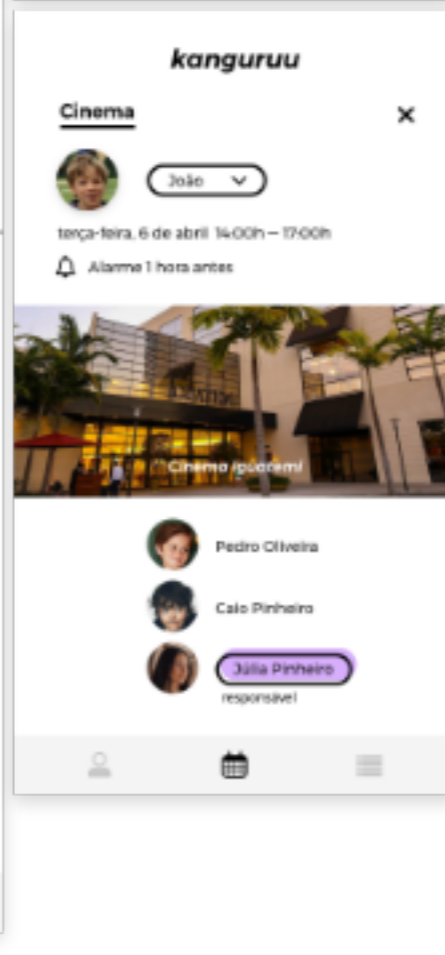 kanguruu
Cinema
João
terça-feira, 6 de abril 14:00h — 17:00h
Alarme 1 hora antes
Cinema Iguatemi
Pedro Oliveira
Caio Pinheiro
Júlia Pinheiro
responsável